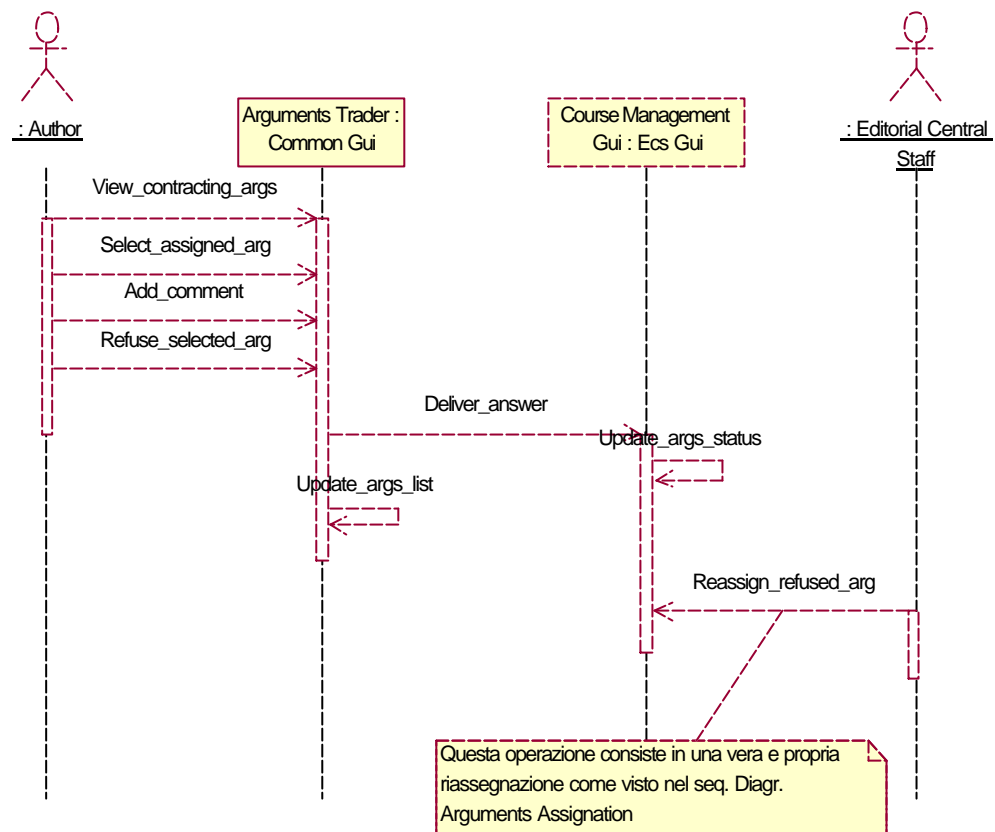 : Author
Arguments Trader :
Common Gui
Course Management
Gui : Ecs Gui
: Editorial Central
Staff
View_contracting_args
Select_assigned_arg
Add_comment
Refuse_selected_arg
Deliver_answer
Update_args_status
Update_args_list
Reassign_refused_arg
Questa operazione consiste in una vera e propria
riassegnazione come visto nel seq. Diagr.
Arguments Assignation